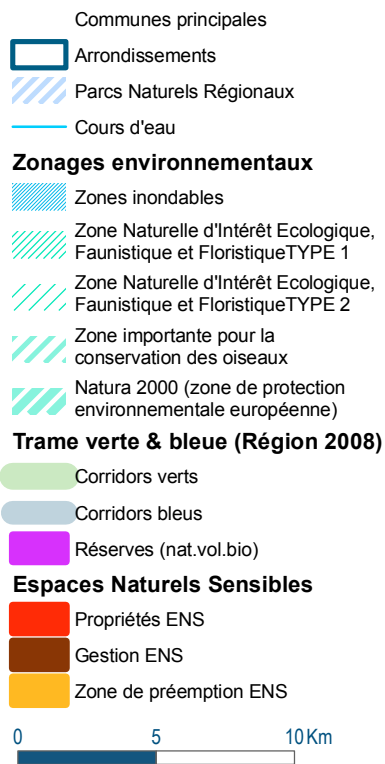 Communes principales
Arrondissements
Parcs Naturels Régionaux
Cours d'eau
Zonages environnementaux
Zones inondables
Zone Naturelle d'Intérêt Ecologique,
Faunistique et FloristiqueTYPE 1
Zone Naturelle d'Intérêt Ecologique,
Faunistique et FloristiqueTYPE 2
Zone importante pour la
conservation des oiseaux
Natura 2000 (zone de protection
environnementale européenne)
Trame verte & bleue (Région 2008)
Corridors verts
Corridors bleus
Réserves (nat.vol.bio)
Espaces Naturels Sensibles
Propriétés ENS
Gestion ENS
Zone de préemption ENS
0 5 10 Km